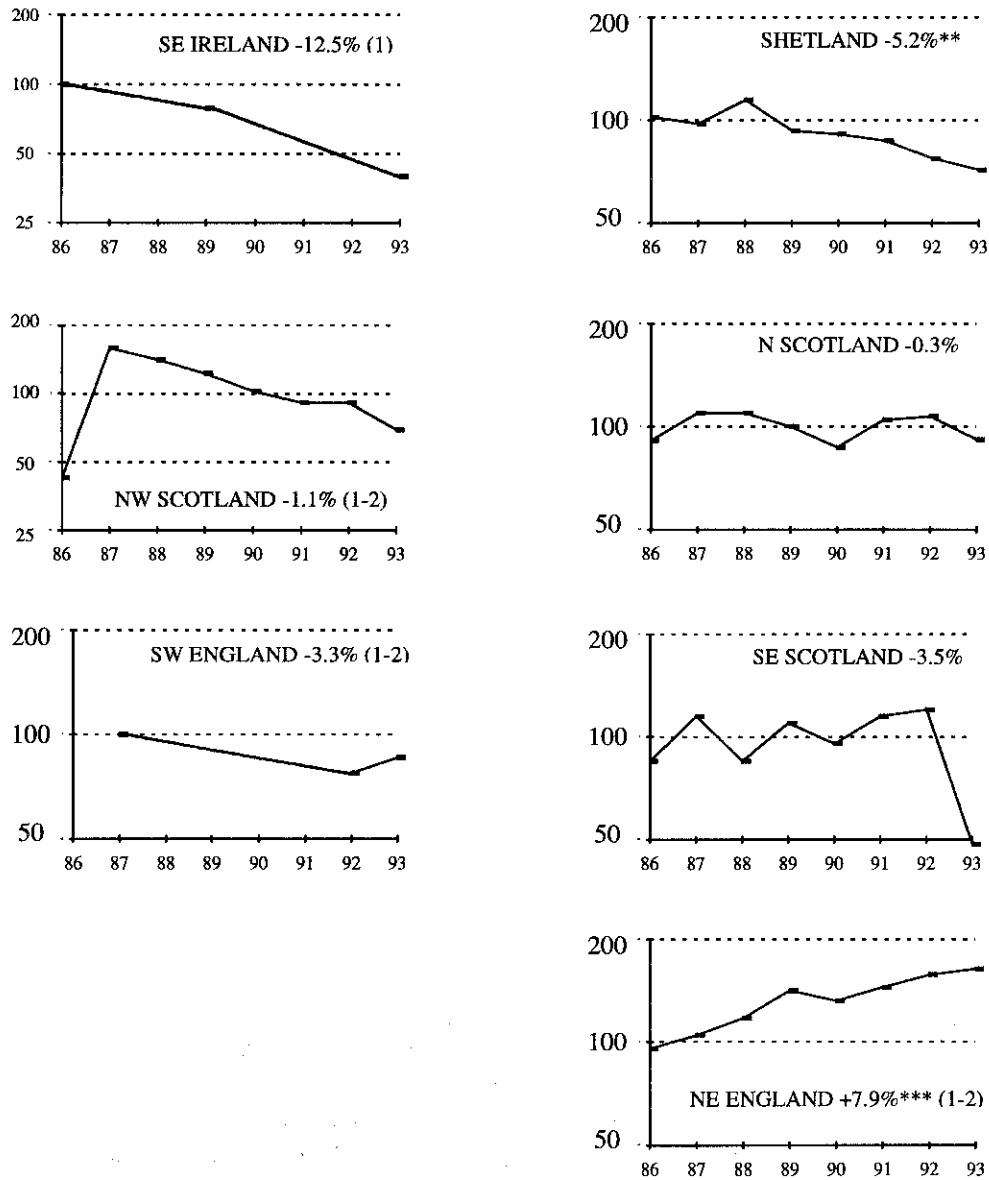 200
SE IRELAND -12.5% (1)
100
50
25
86 87 88 89 90 91 92 93
200
SHETLAND -5.2%**
100
50
86 87 88 89 90 91 92 93
200
100
50
NW SCOTLAND -1.1% (1-2)
25
86 87 88 89 90 91 92 93
200
N SCOTLAND -0.3%
100
50
86 87 88 89 90 91 92 93
200
SW ENGLAND -3.3% (1-2)
100
50
86 87 88 89 90 91 92 93
200
SE SCOTLAND -3.5%
100
50
86 87 88 89 90 91 92 93
200
100
NE ENGLAND +7.9%*** (1-2)
50
86 87 88 89 90 91 92 93